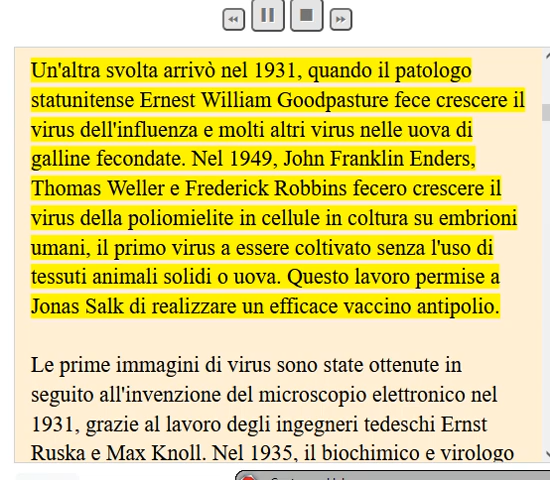 Un'altra svolta arrivò nel 1931, quando il patologo
statunitense Ernest William Goodpasture fece crescere il
virus dell'influenza e molti altri virus nelle uova di
galline fecondate. Nel 1949, John Franklin Enders,
Thomas Weller e Frederick Robbins fecero crescere il
virus della poliomielite in cellule in coltura su embrioni
umani, il primo virus a essere coltivato senza l'uso di
tessuti animali solidi o uova. Questo lavoro permise a
Jonas Salk di realizzare un efficace vaccino antipolio.
Le prime immagini di virus sono state ottenute in
seguito all'invenzione del microscopio elettronico nel
1931, grazie al lavoro degli ingegneri tedeschi Ernst
Ruska e Max Knoll. Nel 1935, il biochimico e virologo